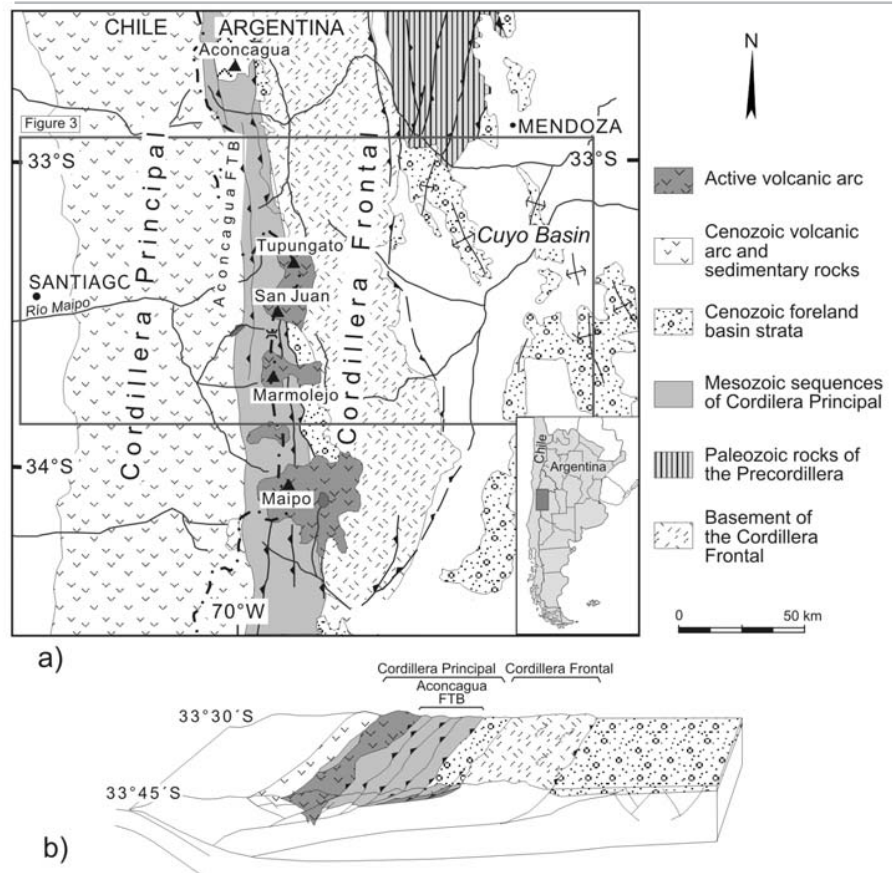 CHILE
ARGENTINA
Aconcagua
N
MENDOZA
Figure 3
33°S
33°S
Cordillera Principal
Aconcagua FTB
Cordillera Frontal
Active volcanic arc
Tupungato
Cuyo Basin
Cenozoic volcanic
arc and
sedimentary rocks
SANTIAGC
San Juan
Río Maipo
Cenozoic foreland
basin strata
Marmolejo
Mesozoic sequences
of Cordilera Principal
34°S
Chile
Argentina
Maipo
Paleozoic rocks of
the Precordillera
Basement of
the Cordillera
Frontal
70°W
0 50 km
a)
Cordillera Principal Cordillera Frontal
Aconcagua
FTB
33°30´S
33°45´S
b)